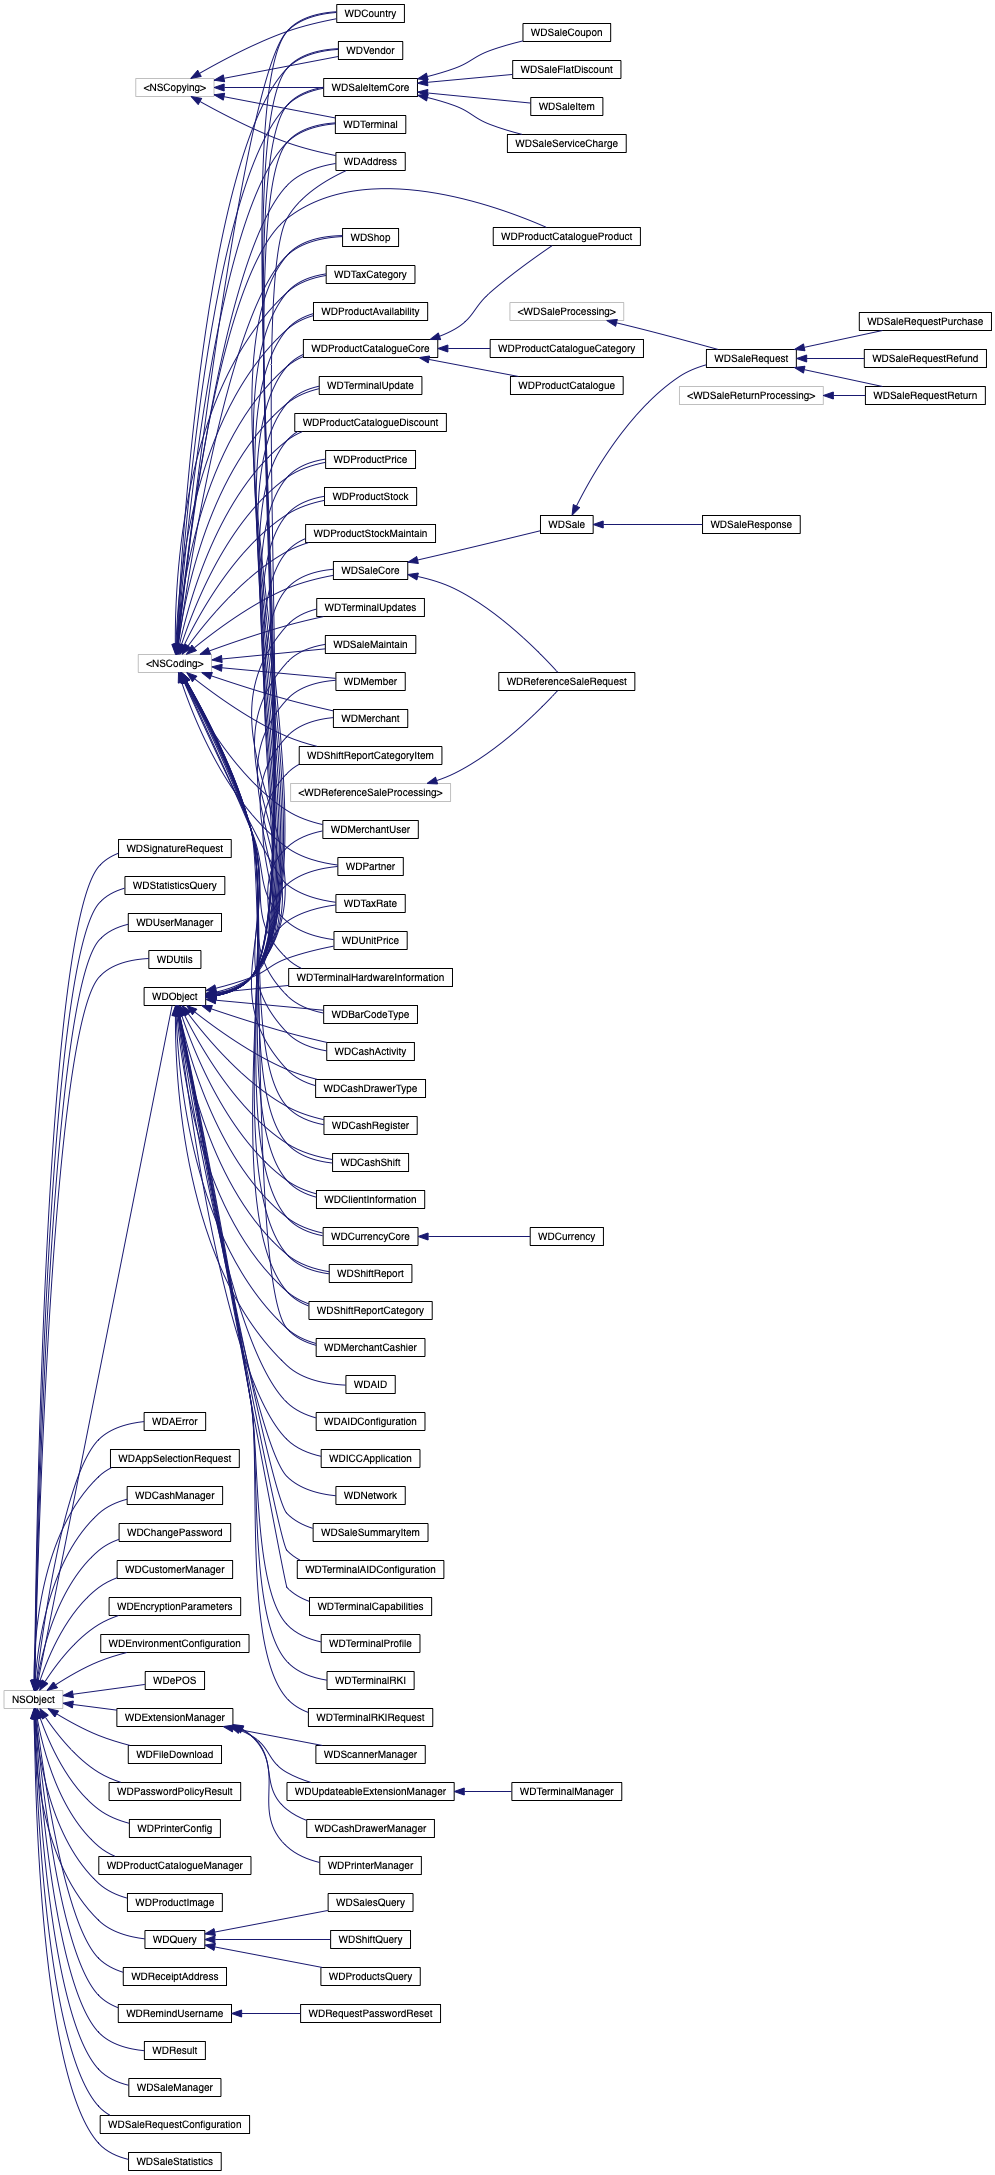 WDCountry
WDSaleCoupon
WDVendor
WDSaleFlatDiscount
<NSCopying>
WDSaleItemCore
WDSaleItem
WDTerminal
WDSaleServiceCharge
WDAddress
WDShop
WDProductCatalogueProduct
WDTaxCategory
WDProductAvailability
<WDSaleProcessing>
WDSaleRequestPurchase
WDProductCatalogueCore
WDProductCatalogueCategory
WDSaleRequest
WDSaleRequestRefund
WDTerminalUpdate
WDProductCatalogue
<WDSaleReturnProcessing>
WDSaleRequestReturn
WDProductCatalogueDiscount
WDProductPrice
WDProductStock
WDSale
WDSaleResponse
WDProductStockMaintain
WDSaleCore
WDTerminalUpdates
WDSaleMaintain
<NSCoding>
WDMember
WDReferenceSaleRequest
WDMerchant
WDShiftReportCategoryItem
<WDReferenceSaleProcessing>
WDMerchantUser
WDSignatureRequest
WDPartner
WDStatisticsQuery
WDTaxRate
WDUserManager
WDUnitPrice
WDUtils
WDTerminalHardwareInformation
WDObject
WDBarCodeType
WDCashActivity
WDCashDrawerType
WDCashRegister
WDCashShift
WDClientInformation
WDCurrencyCore
WDCurrency
WDShiftReport
WDShiftReportCategory
WDMerchantCashier
WDAID
WDAError
WDAIDConfiguration
WDAppSelectionRequest
WDICCApplication
WDCashManager
WDNetwork
WDChangePassword
WDSaleSummaryItem
WDCustomerManager
WDTerminalAIDConfiguration
WDEncryptionParameters
WDTerminalCapabilities
WDEnvironmentConfiguration
WDTerminalProfile
WDePOS
WDTerminalRKI
NSObject
WDExtensionManager
WDTerminalRKIRequest
WDFileDownload
WDScannerManager
WDPasswordPolicyResult
WDUpdateableExtensionManager
WDTerminalManager
WDPrinterConfig
WDCashDrawerManager
WDProductCatalogueManager
WDPrinterManager
WDProductImage
WDSalesQuery
WDQuery
WDShiftQuery
WDReceiptAddress
WDProductsQuery
WDRemindUsername
WDRequestPasswordReset
WDResult
WDSaleManager
WDSaleRequestConfiguration
WDSaleStatistics